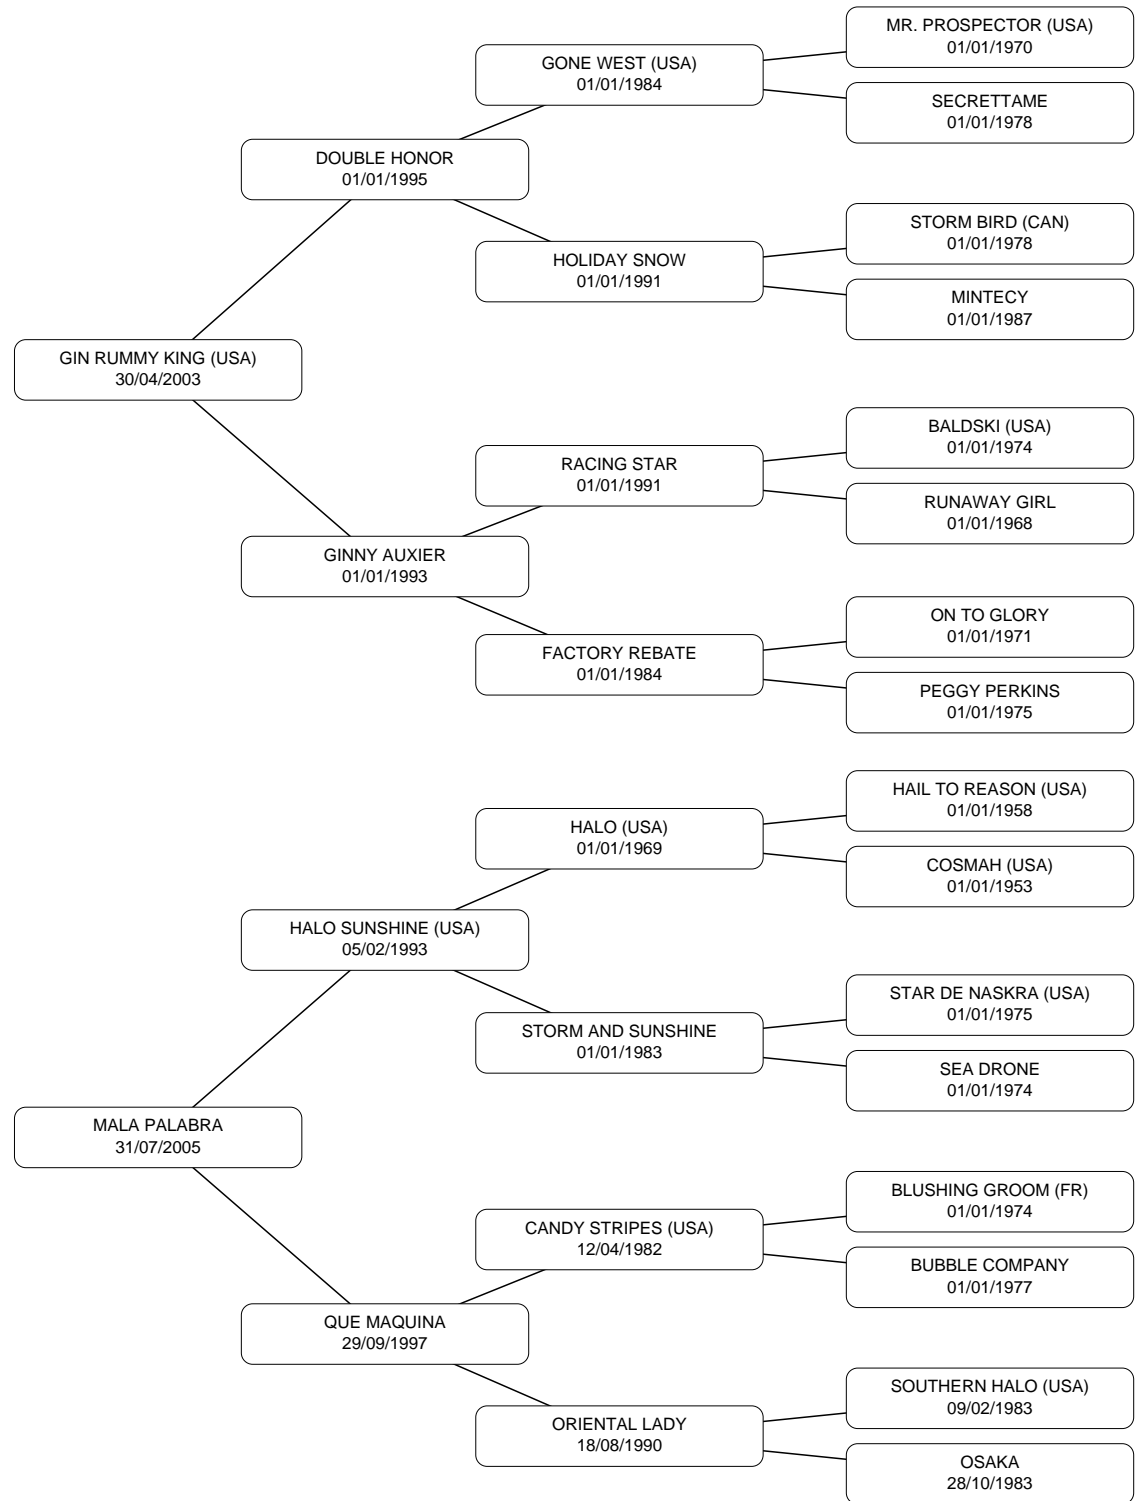 MR. PROSPECTOR (USA)
01/01/1970
GONE WEST (USA)
01/01/1984
SECRETTAME
01/01/1978
DOUBLE HONOR
01/01/1995
STORM BIRD (CAN)
01/01/1978
HOLIDAY SNOW
01/01/1991
MINTECY
01/01/1987
GIN RUMMY KING (USA)
30/04/2003
BALDSKI (USA)
01/01/1974
RACING STAR
01/01/1991
RUNAWAY GIRL
01/01/1968
GINNY AUXIER
01/01/1993
ON TO GLORY
01/01/1971
FACTORY REBATE
01/01/1984
PEGGY PERKINS
01/01/1975
HAIL TO REASON (USA)
01/01/1958
HALO (USA)
01/01/1969
COSMAH (USA)
01/01/1953
HALO SUNSHINE (USA)
05/02/1993
STAR DE NASKRA (USA)
01/01/1975
STORM AND SUNSHINE
01/01/1983
SEA DRONE
01/01/1974
MALA PALABRA
31/07/2005
BLUSHING GROOM (FR)
01/01/1974
CANDY STRIPES (USA)
12/04/1982
BUBBLE COMPANY
01/01/1977
QUE MAQUINA
29/09/1997
SOUTHERN HALO (USA)
09/02/1983
ORIENTAL LADY
18/08/1990
OSAKA
28/10/1983